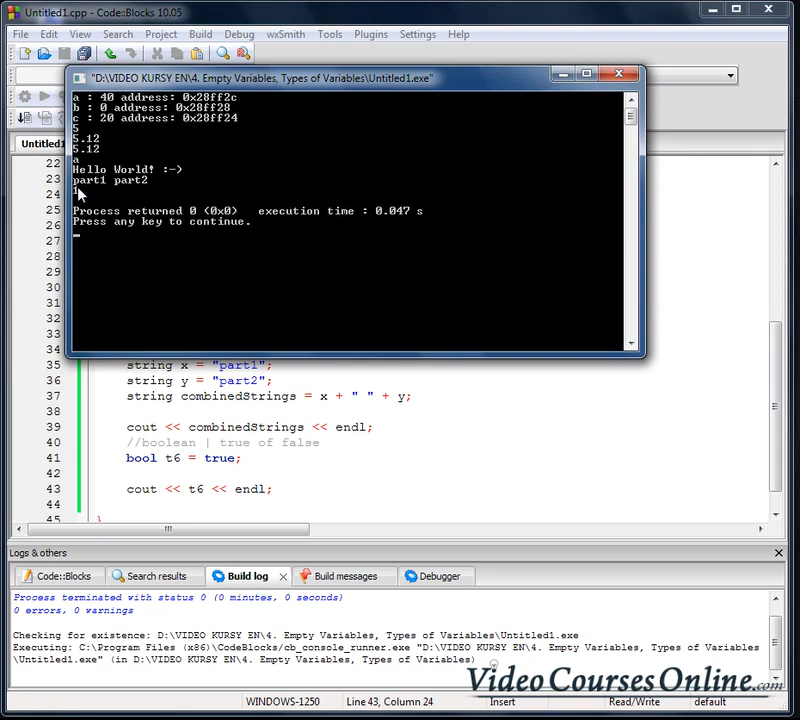 Untitled1.cpp - Code::Blocks 10.05
File Edit View Search Project Build Debug wxSmith Tools Plugins Settings Help
"D:\VIDEO KURSY EN\4. Empty Variables, Types of Variables\Untitled1.exe"
a : 40 address: 0x28ff2c
b : 0 address: 0x28ff28
c : 20 address: 0x28ff24
5
5.12
5.12
a
Hello World! :-)
part1 part2
1
Process returned 0 (0x0)   execution time : 0.047 s
Press any key to continue.
Untitled1
22
23
24
25
26
27
28
29
30
31
32
33
34
35 string x = "part1";
36 string y = "part2";
37 string combinedStrings = x + " " + y;
38
39 cout << combinedStrings << endl;
40 //boolean | true of false
41 bool t6 = true;
42
43 cout << t6 << endl;
44
45 }
Logs & others
Code::Blocks Search results Build log Build messages Debugger
Process terminated with status 0 (0 minutes, 0 seconds)
0 errors, 0 warnings
Checking for existence: D:\VIDEO KURSY EN\4. Empty Variables, Types of Variables\Untitled1.exe
Executing: C:\Program Files (x86)\CodeBlocks/cb_console_runner.exe "D:\VIDEO KURSY EN\4. Empty Variables, Types of Variables
\Untitled1.exe" (in D:\VIDEO KURSY EN\4. Empty Variables, Types of Variables)
VideoCoursesOnline.com
WINDOWS-1250 Line 43, Column 24 Insert Read/Write default